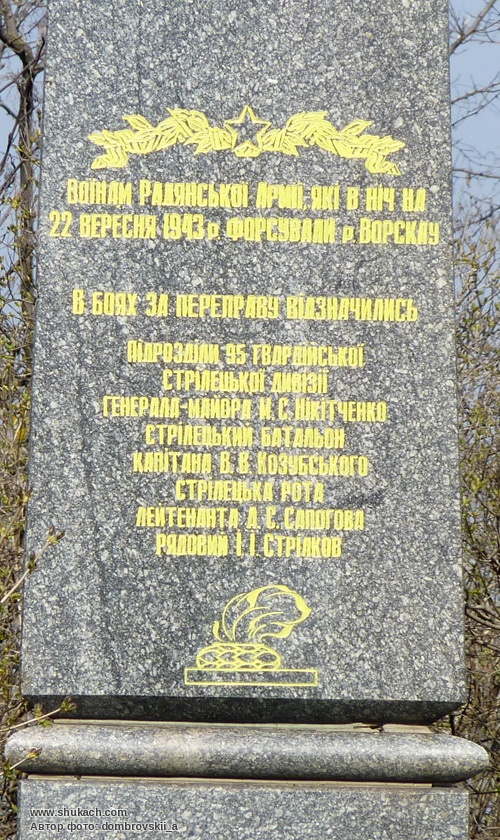 Воїнам Радянської Армії, які в ніч на
22 вересня 1943 р. форсували р. Ворсклу
В боях за переправу відзначились
підрозділи 95 гвардійської
стрілецької дивізії
генерала-майора И. С. Нікітченко
стрілецький батальон
капітана В. В. Козубського
стрілецька рота
лейтенанта А. С. Сапогова
рядовий І. І. Стрілков
www.shukach.com
Автор фото: dombrovskii_a